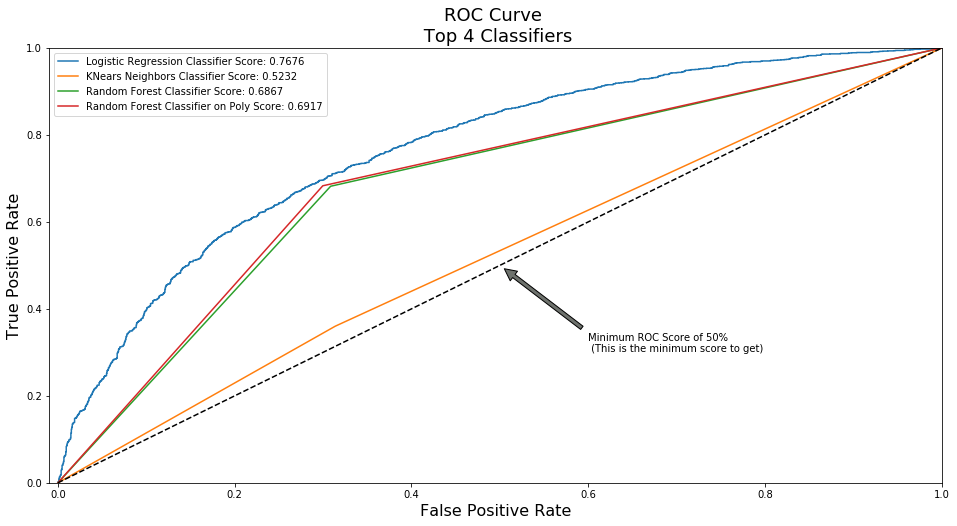 ROC Curve
Top 4 Classifiers
Logistic Regression Classifier Score: 0.7676
KNears Neighbors Classifier Score: 0.5232
Random Forest Classifier Score: 0.6867
Random Forest Classifier on Poly Score: 0.6917
True Positive Rate
1.0
0.8
0.6
0.4
0.2
0.0
Minimum ROC Score of 50%
(This is the minimum score to get)
0.0 0.2 0.4 0.6 0.8 1.0
False Positive Rate